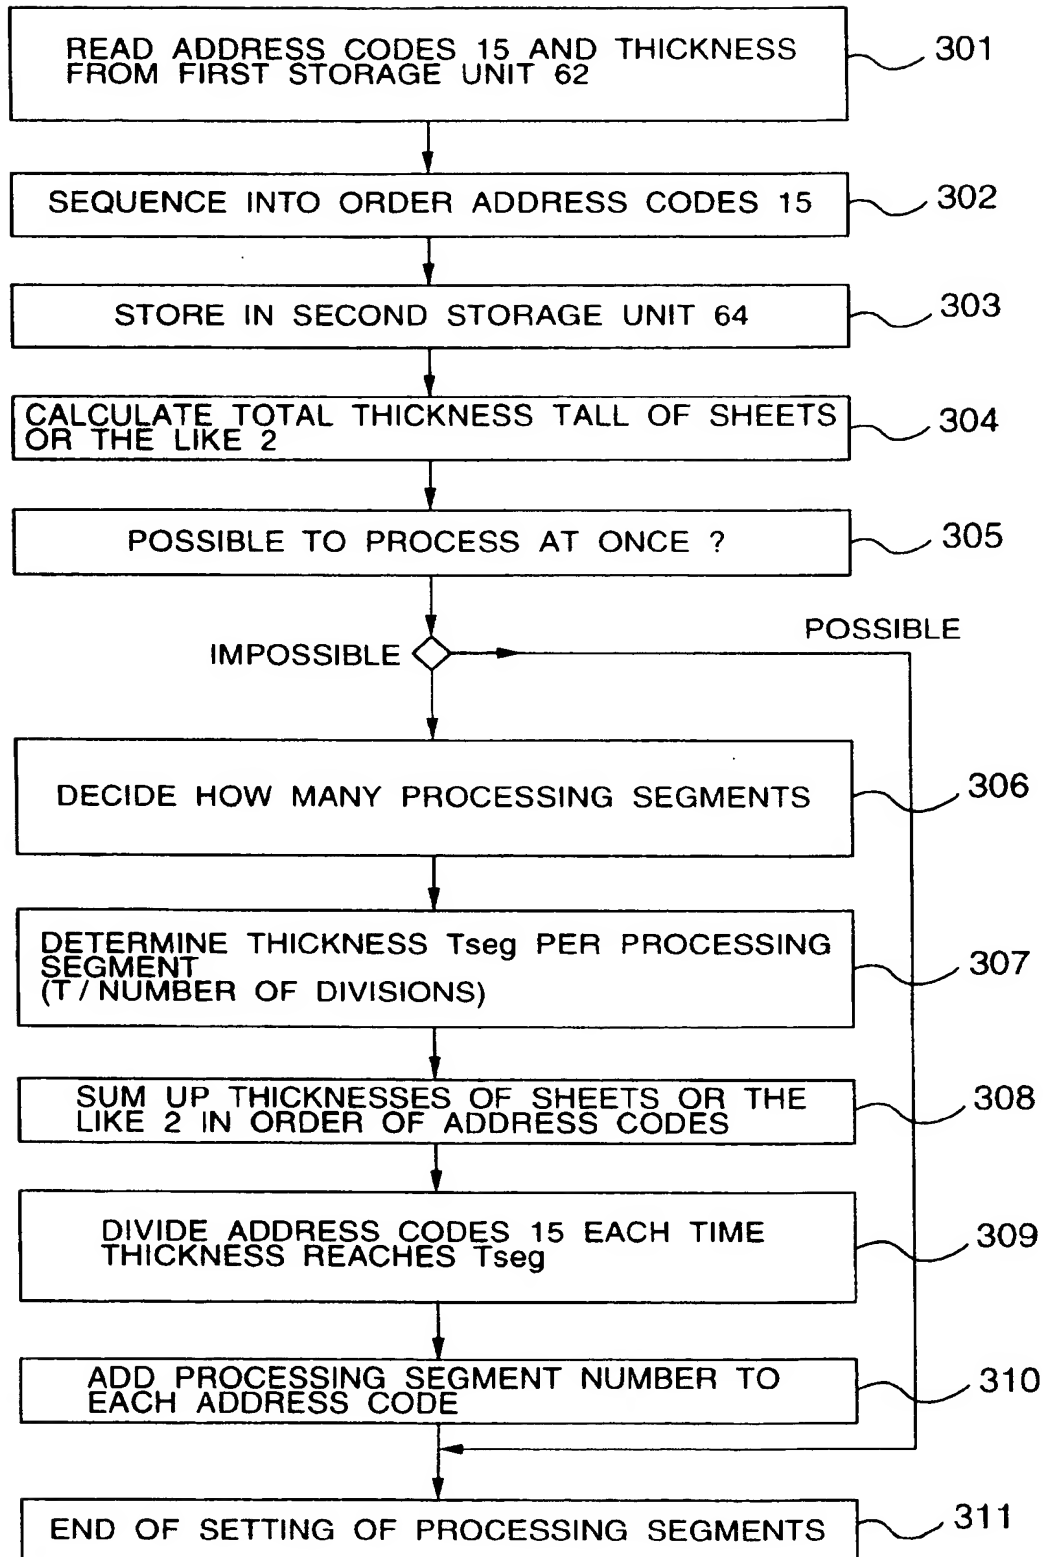 READ ADDRESS CODES 15 AND THICKNESS
FROM FIRST STORAGE UNIT 62
301
SEQUENCE INTO ORDER ADDRESS CODES 15
302
STORE IN SECOND STORAGE UNIT 64
303
CALCULATE TOTAL THICKNESS TALL OF SHEETS
OR THE LIKE 2
304
POSSIBLE TO PROCESS AT ONCE ?
305
POSSIBLE
IMPOSSIBLE
DECIDE HOW MANY PROCESSING SEGMENTS
306
DETERMINE THICKNESS Tseg PER PROCESSING
SEGMENT
(T / NUMBER OF DIVISIONS)
307
SUM UP THICKNESSES OF SHEETS OR THE
LIKE 2 IN ORDER OF ADDRESS CODES
308
DIVIDE ADDRESS CODES 15 EACH TIME
THICKNESS REACHES Tseg
309
ADD PROCESSING SEGMENT NUMBER TO
EACH ADDRESS CODE
310
END OF SETTING OF PROCESSING SEGMENTS
311